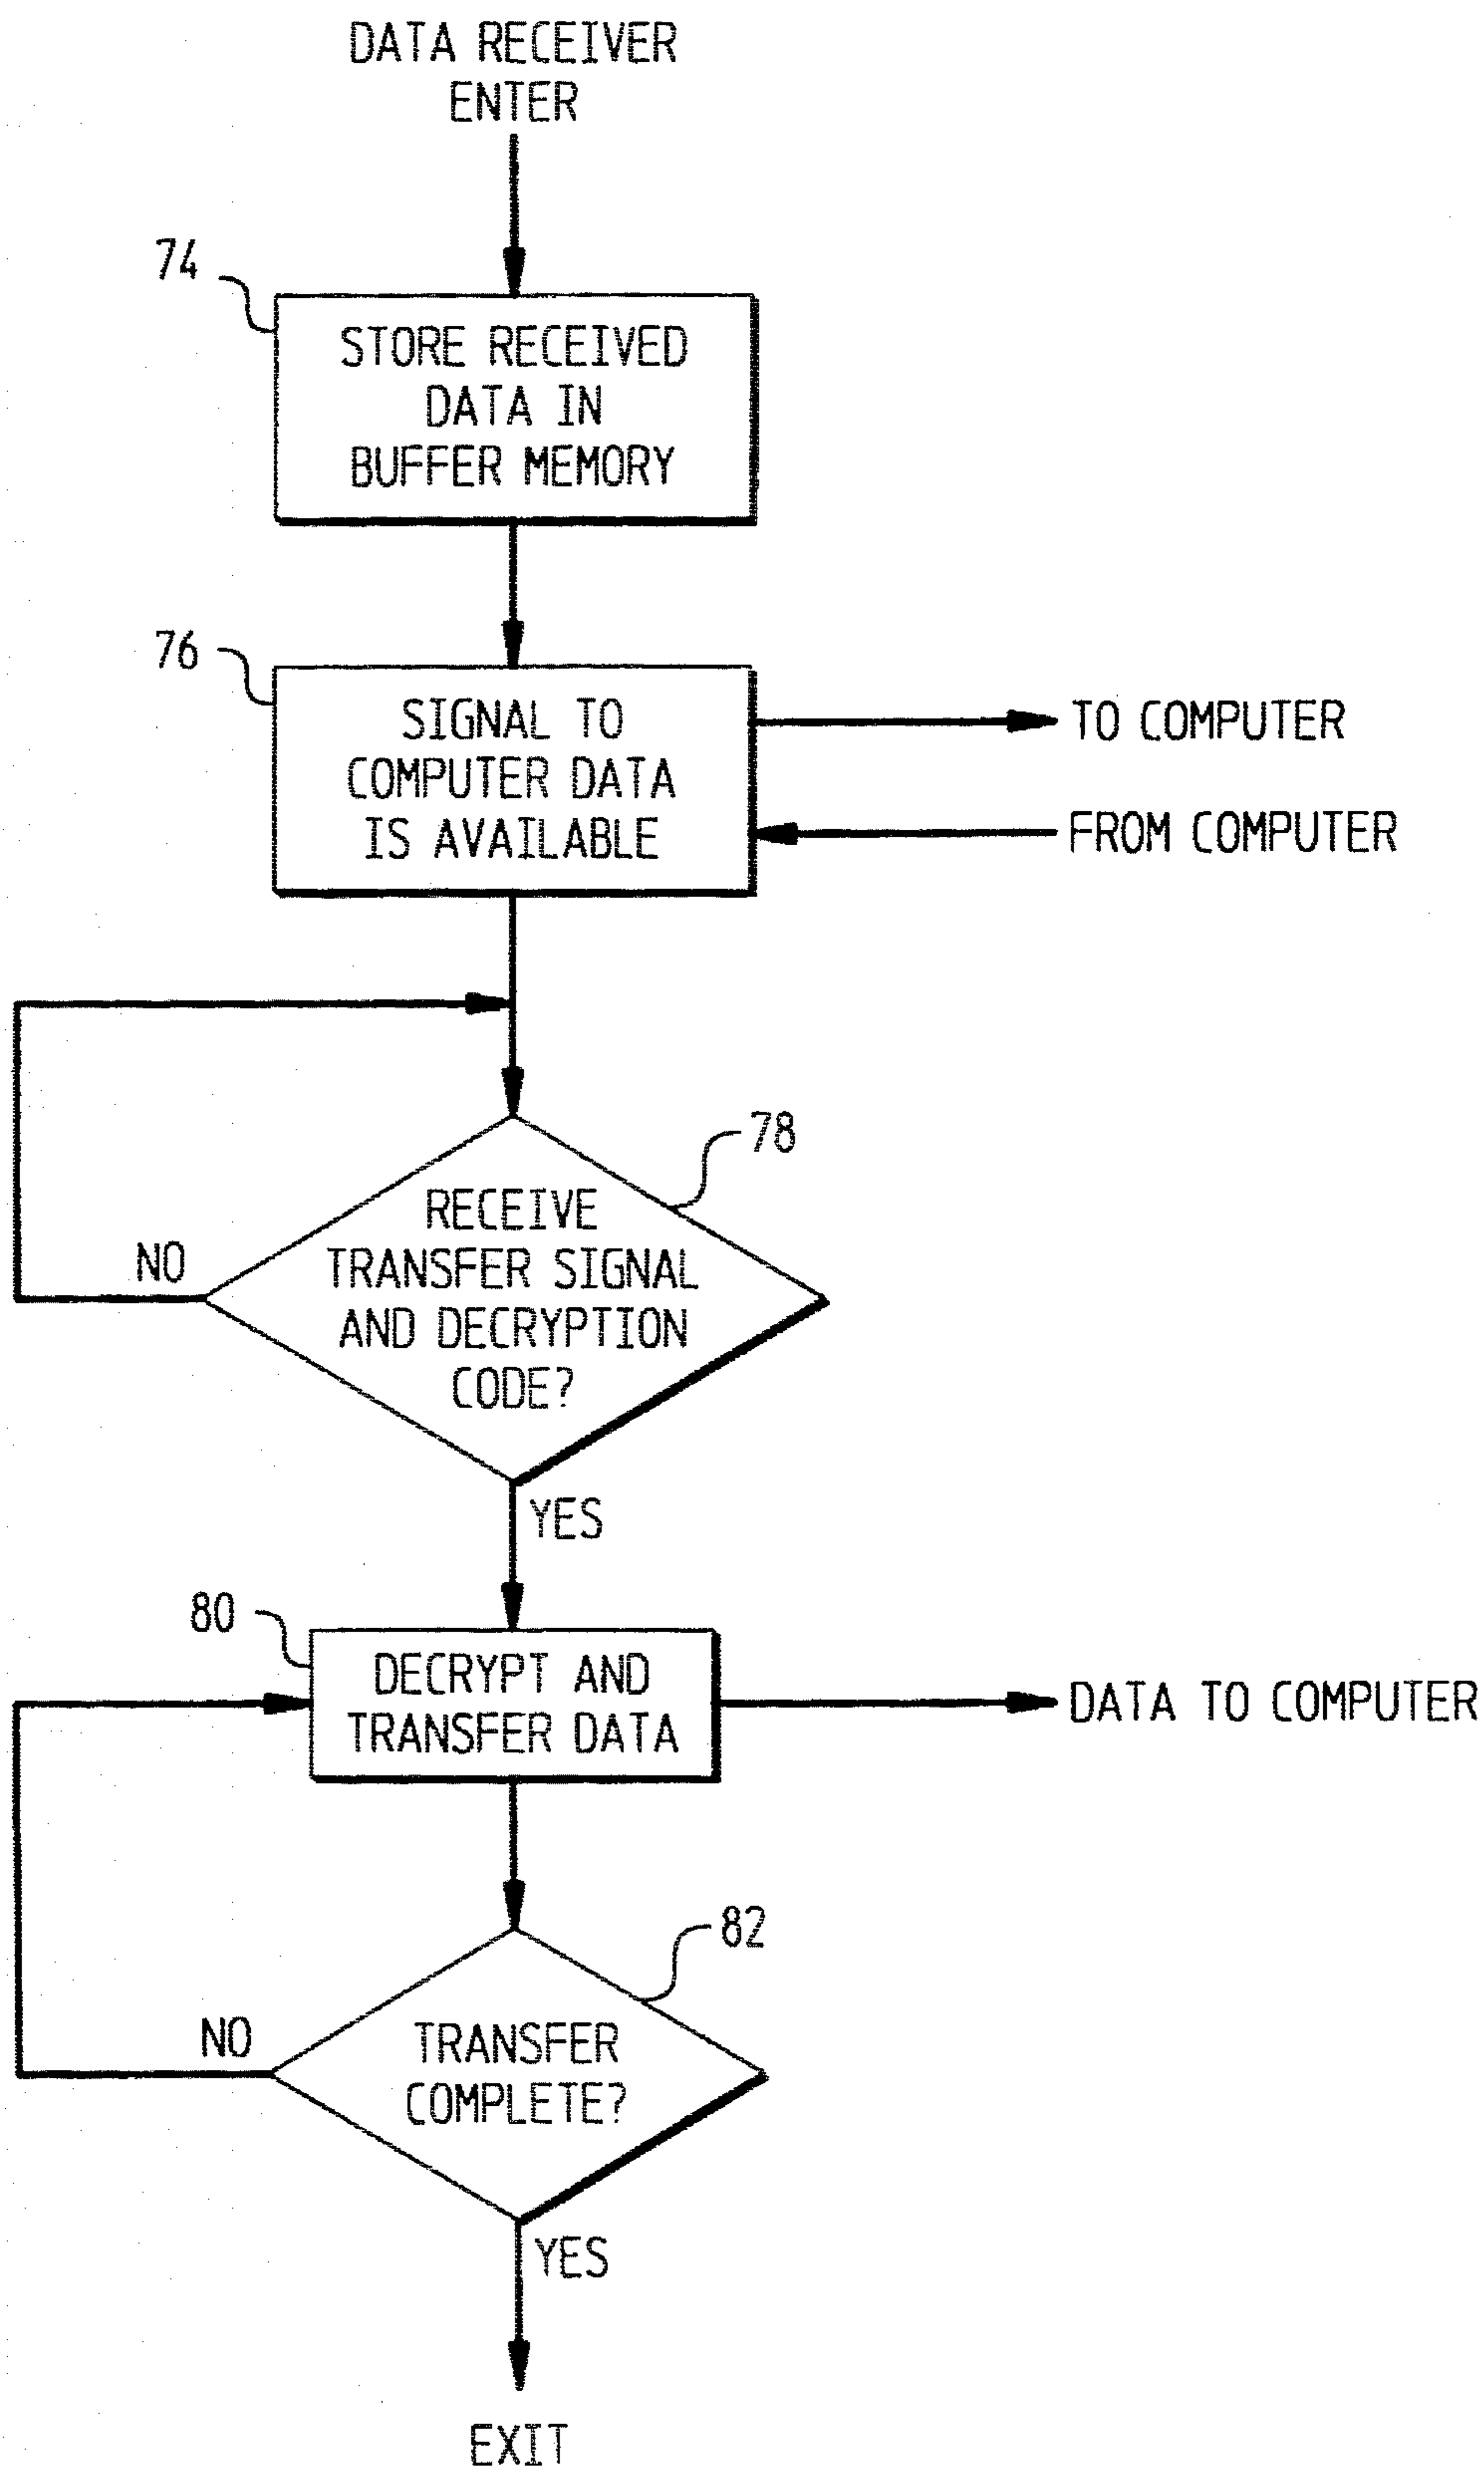 DATA RECEIVER
ENTER
74
STORE RECEIVED
DATA IN
BUFFER MEMORY
76
SIGNAL TO
COMPUTER DATA
IS AVAILABLE
TO COMPUTER
FROM COMPUTER
78
RECEIVE
TRANSFER SIGNAL
AND DECRYPTION
CODE?
NO
YES
80
DECRYPT AND
TRANSFER DATA
DATA TO COMPUTER
82
TRANSFER
COMPLETE?
NO
YES
EXIT